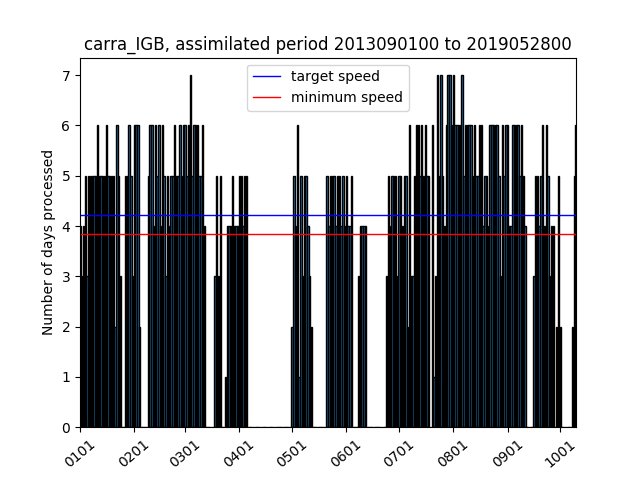 carra_IGB, assimilated period 2013090100 to 2019052800
target speed
minimum speed
Number of days processed
7
6
5
4
3
2
1
0
0101 0201 0301 0401 0501 0601 0701 0801 0901 1001